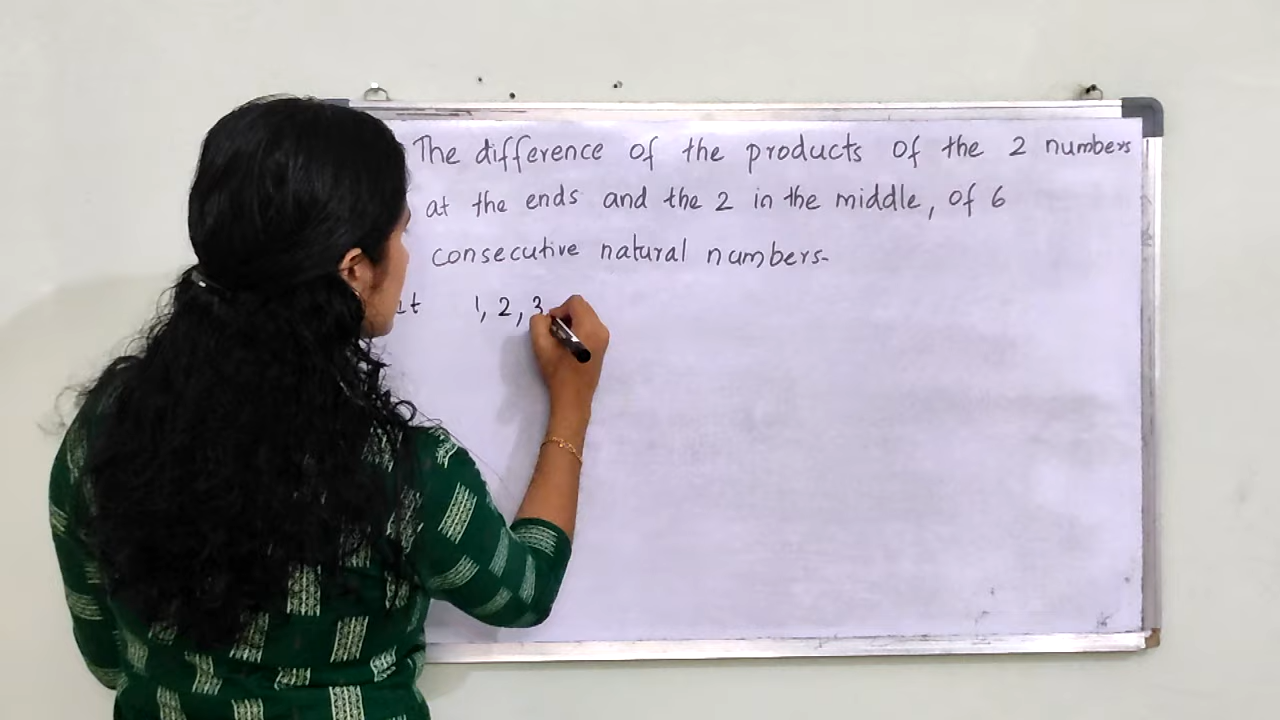 The difference of the products of the 2 numbers
at the ends and the 2 in the middle, of 6
consecutive natural numbers.
1, 2, 3